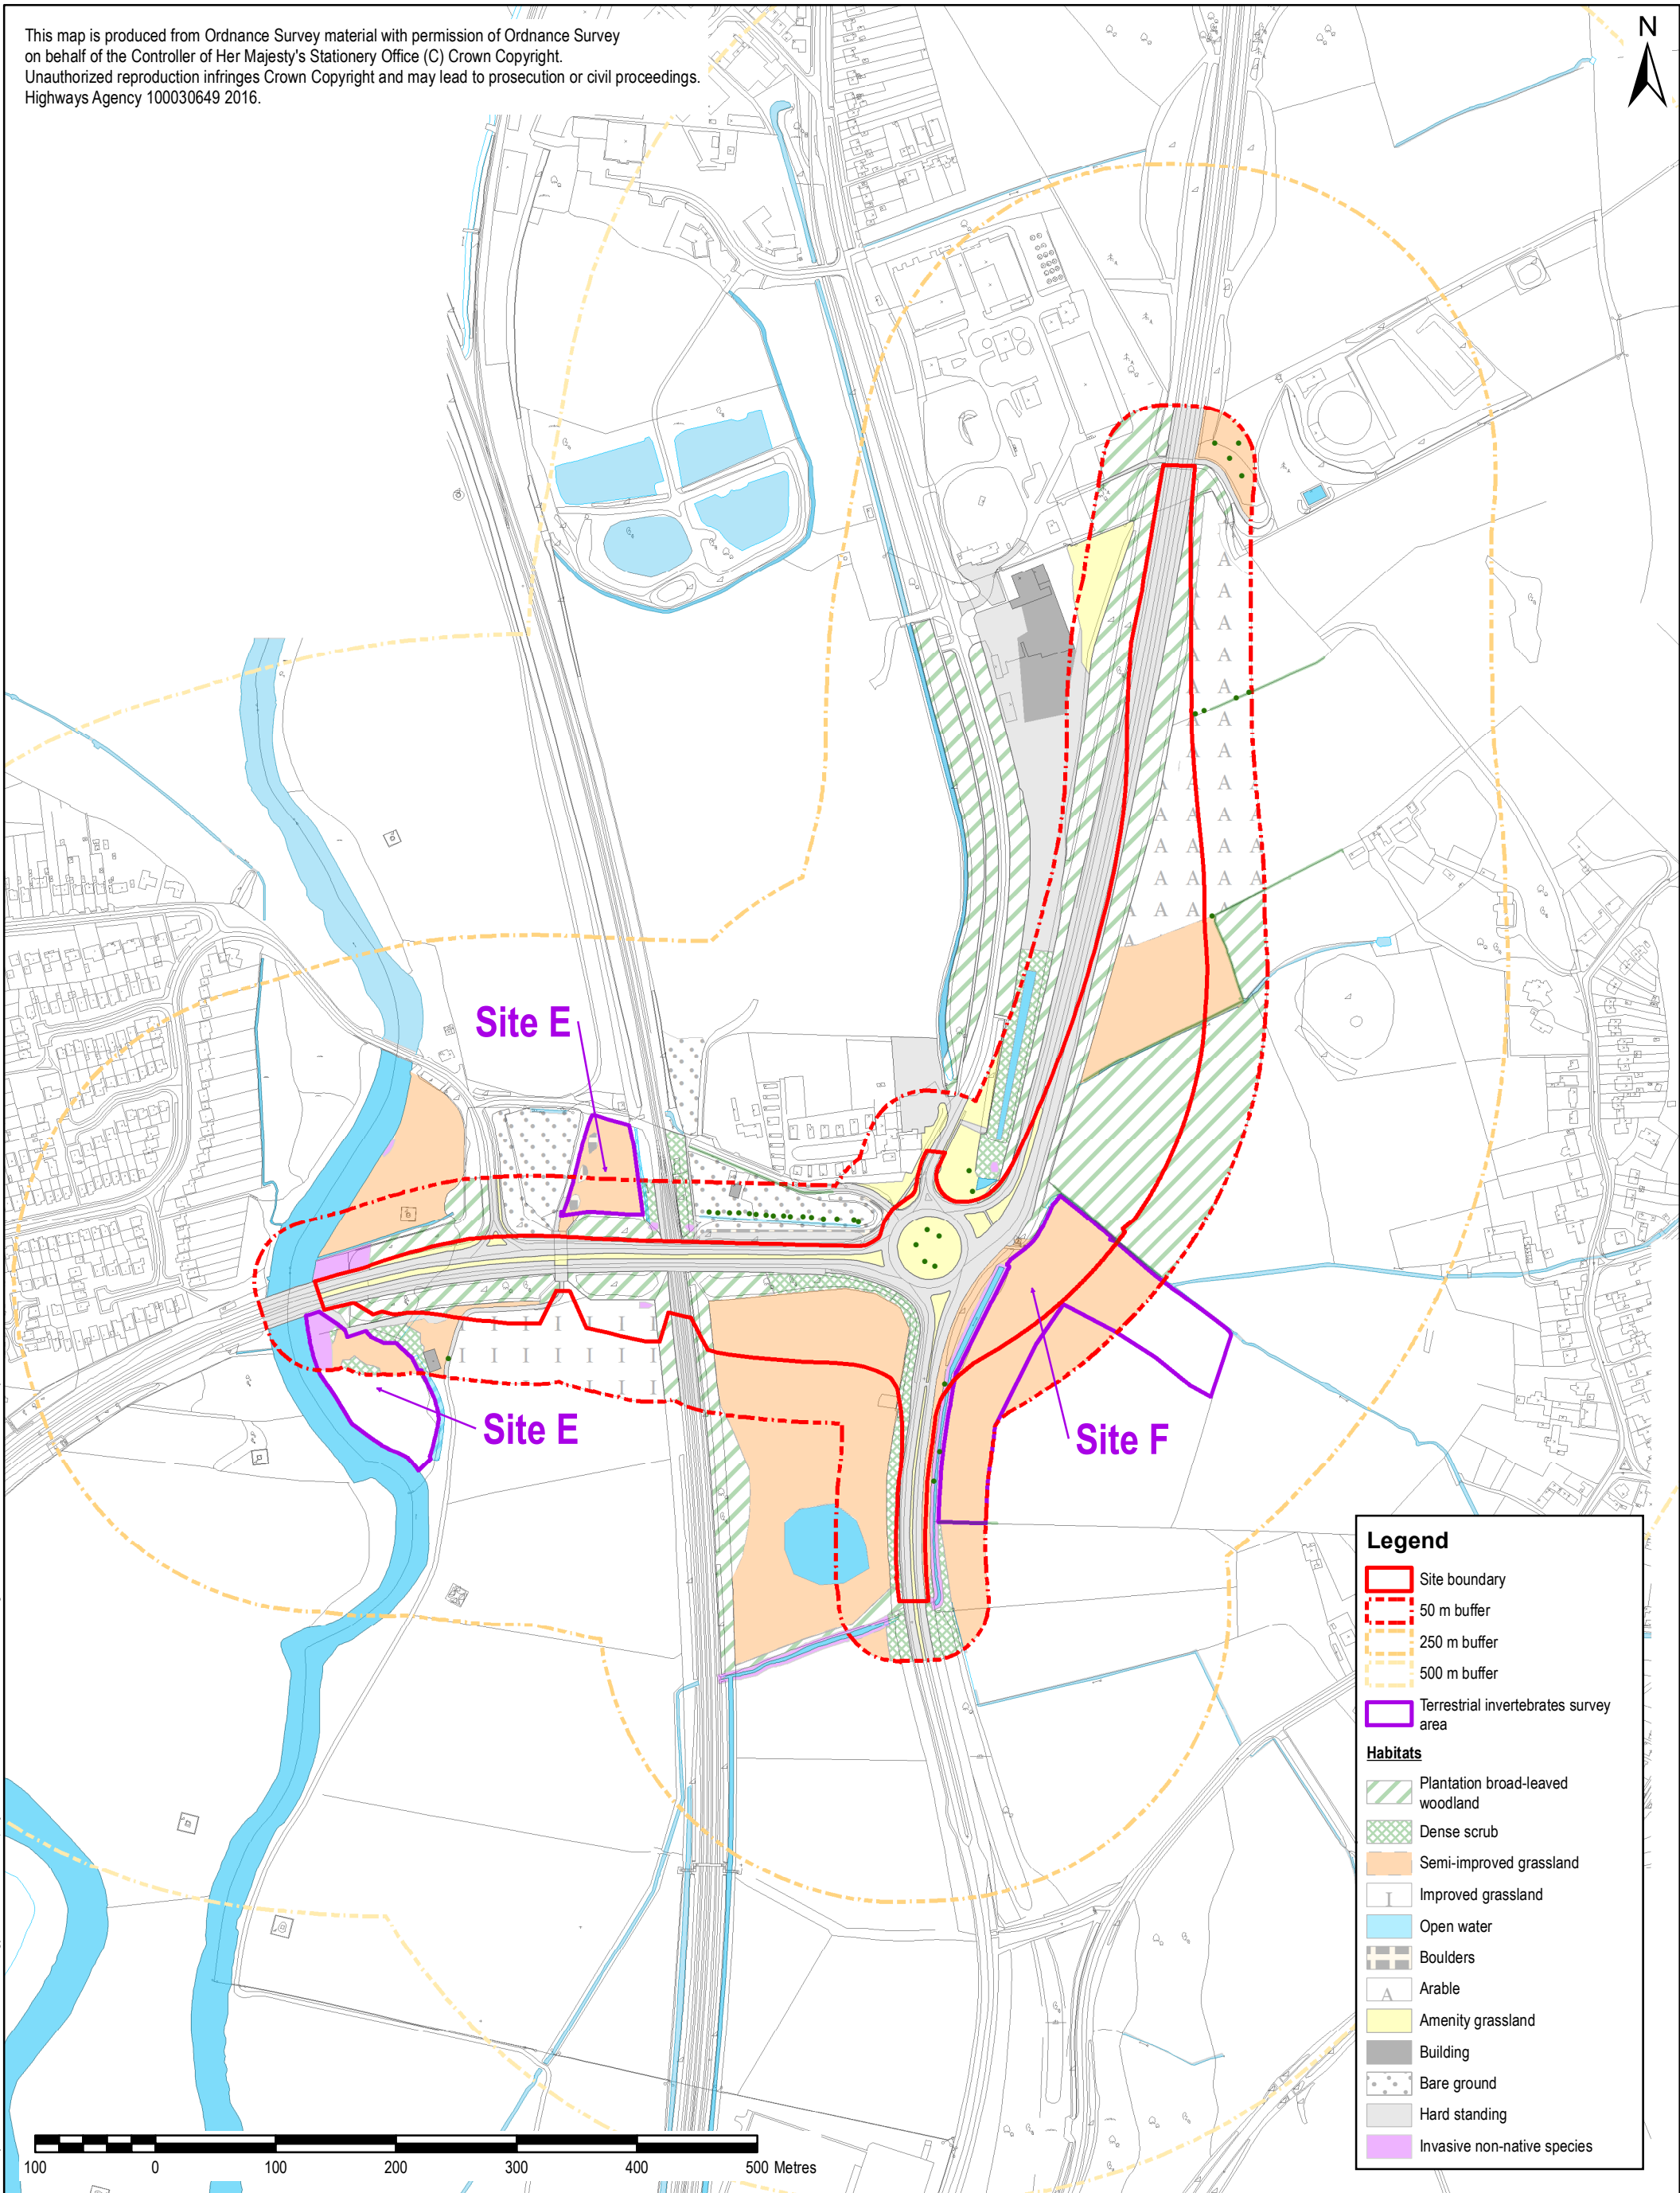 This map is produced from Ordnance Survey material with permission of Ordnance Survey
on behalf of the Controller of Her Majesty's Stationery Office (C) Crown Copyright.
Unauthorized reproduction infringes Crown Copyright and may lead to prosecution or civil proceedings.
Highways Agency 100030649 2016.
N
Site E
Site E
Site F
Legend
Site boundary
50 m buffer
250 m buffer
500 m buffer
Terrestrial invertebrates survey
area
Habitats
Plantation broad-leaved
woodland
Dense scrub
Semi-improved grassland
I Improved grassland
Open water
Boulders
A Arable
Amenity grassland
Building
Bare ground
Hard standing
Invasive non-native species
100 0 100 200 300 400 500 Metres